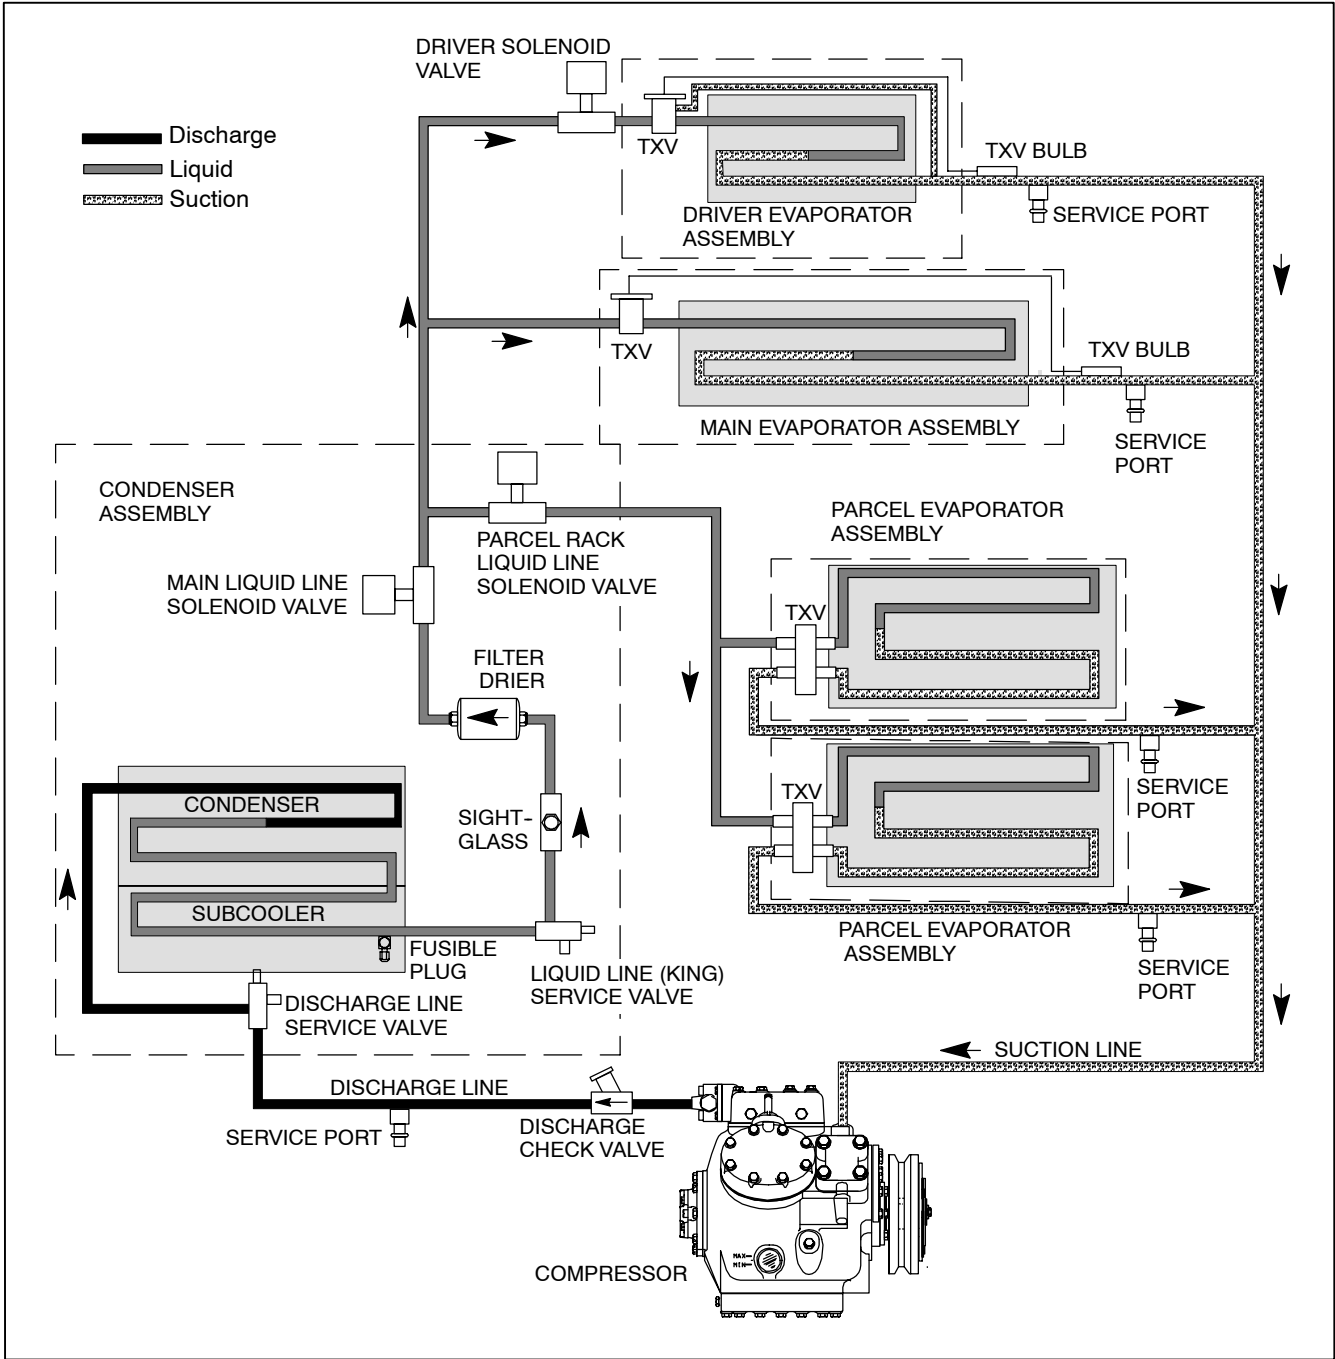 DRIVER SOLENOID
VALVE
Discharge
Liquid
Suction
TXV
TXV BULB
SERVICE PORT
DRIVER EVAPORATOR
ASSEMBLY
TXV
TXV BULB
MAIN EVAPORATOR ASSEMBLY
SERVICE
PORT
CONDENSER
ASSEMBLY
PARCEL RACK
LIQUID LINE
SOLENOID VALVE
PARCEL EVAPORATOR
ASSEMBLY
MAIN LIQUID LINE
SOLENOID VALVE
TXV
FILTER
DRIER
SERVICE
PORT
TXV
CONDENSER
SIGHT-
GLASS
SUBCOOLER
FUSIBLE
PLUG
LIQUID LINE (KING)
SERVICE VALVE
PARCEL EVAPORATOR
ASSEMBLY
SERVICE
PORT
DISCHARGE LINE
SERVICE VALVE
SUCTION LINE
DISCHARGE LINE
SERVICE PORT
DISCHARGE
CHECK VALVE
MAX
MIN
COMPRESSOR